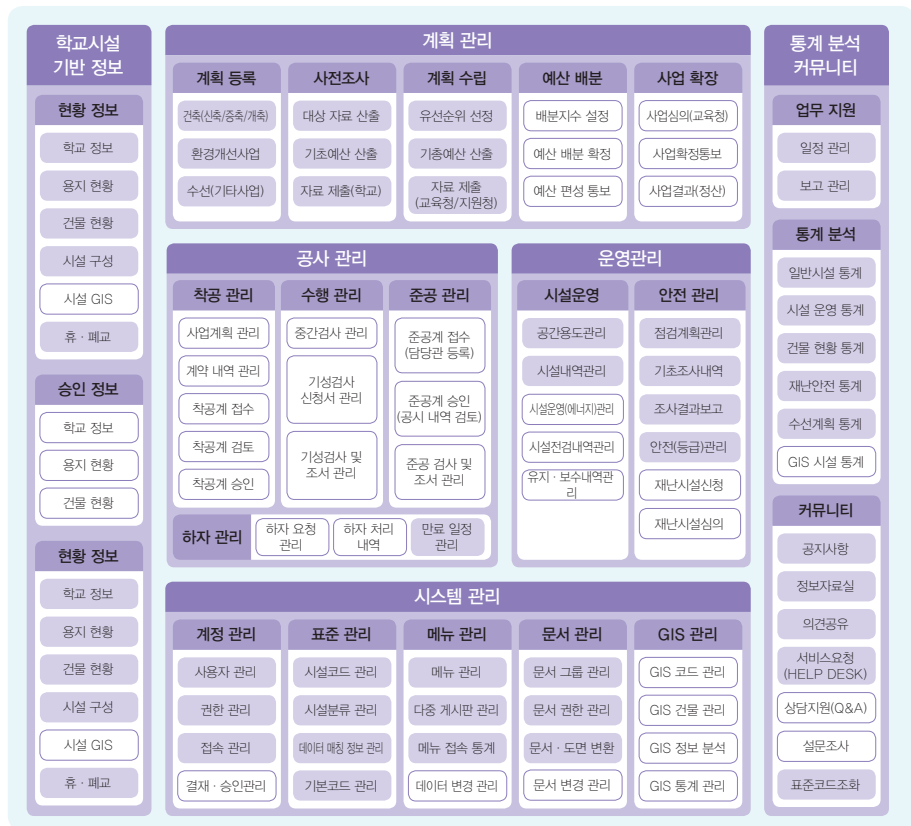 학교시설
기반 정보
현황 정보
학교 정보
용지 현황
건물 현황
시설 구성
시설 GIS
휴 · 폐교
승인 정보
학교 정보
용지 현황
건물 현황
현황 정보
학교 정보
용지 현황
건물 현황
시설 구성
시설 GIS
휴 · 폐교
계획 관리
계획 등록
건축(신축/증축/개축)
환경개선사업
수선(기타사업)
사전조사
대상 자료 산출
기초예산 산출
자료 제출(학교)
계획 수립
유선순위 선정
기총예산 산출
자료 제출
(교육청/지원청)
예산 배분
배분지수 설정
예산 배분 확정
예산 편성 통보
사업 확장
사업심의(교육청)
사업확정통보
사업결과(정산)
공사 관리
착공 관리
사업계획 관리
계약 내역 관리
착공계 접수
착공계 검토
착공계 승인
수행 관리
중간검사 관리
기성검사
신청서 관리
기성검사 및
조서 관리
준공 관리
준공계 접수
(담당관 등록)
준공계 승인
(공시 내역 검토)
준공 검사 및
조서 관리
하자 관리
하자 요청
관리
하자 처리
내역
만료 일정
관리
운영관리
시설운영
공간용도관리
시설내역관리
시설운영(에너지)관리
시설전검내역관리
유지 · 보수내역관
리
안전 관리
점검계획관리
기초조사내역
조사결과보고
안전(등급)관리
재난시설신청
재난시설심의
시스템 관리
계정 관리
사용자 관리
권한 관리
접속 관리
결재 · 승인관리
표준 관리
시설코드 관리
시설분류 관리
데이터 매칭 정보 관리
기본코드 관리
메뉴 관리
메뉴 관리
다중 게시판 관리
메뉴 접속 통계
데이터 변경 관리
문서 관리
문서 그룹 관리
문서 권한 관리
문서 · 도면 변환
문서 변경 관리
GIS 관리
GIS 코드 관리
GIS 건물 관리
GIS 정보 분석
GIS 통계 관리
통계 분석
커뮤니티
업무 지원
일정 관리
보고 관리
통계 분석
일반시설 통계
시설 운영 통계
건물 현황 통계
재난안전 통계
수선계획 통계
GIS 시설 통계
커뮤니티
공지사항
정보자료실
의견공유
서비스요청
(HELP DESK)
상담지원(Q&A)
설문조사
표준코드조화